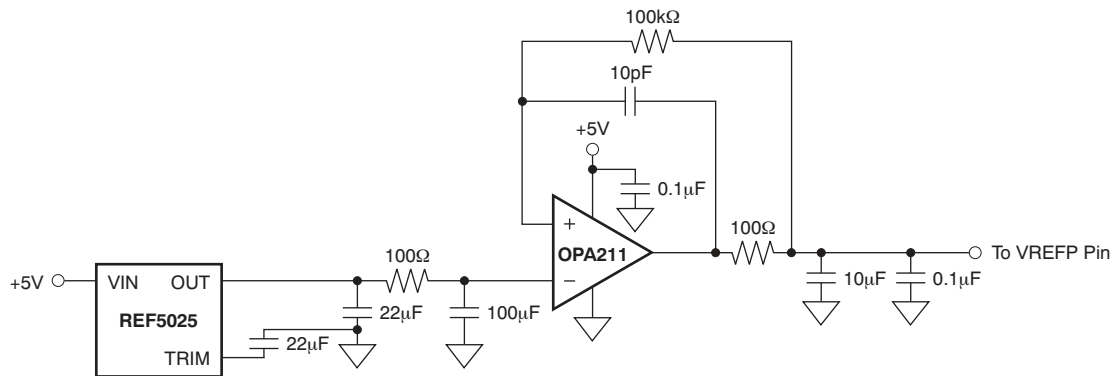 100kΩ
10pF
+5V
0.1μF
+
OPA211
−
100Ω
To VREFP Pin
10μF
0.1μF
100Ω
+5V
VIN
OUT
REF5025
TRIM
22μF
22μF
100μF